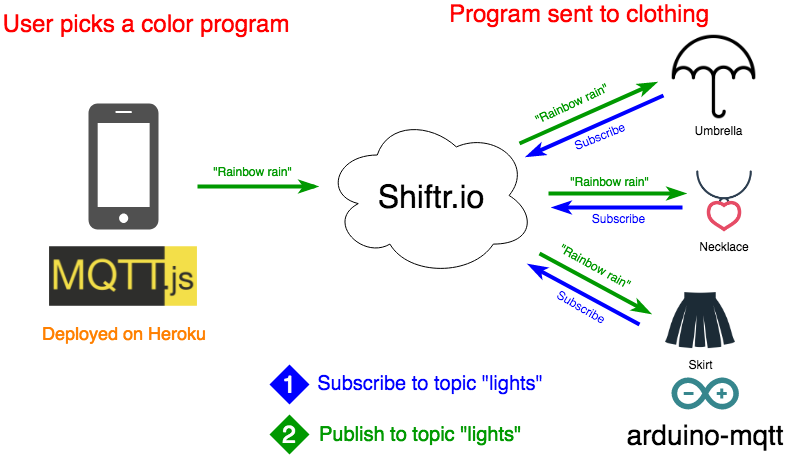 User picks a color program
Program sent to clothing
"Rainbow rain"
Subscribe
Umbrella
"Rainbow rain"
Shiftr.io
"Rainbow rain"
Subscribe
Necklace
MQTT.js
Deployed on Heroku
"Rainbow rain"
Subscribe
Skirt
1 Subscribe to topic "lights"
2 Publish to topic "lights"
arduino-mqtt